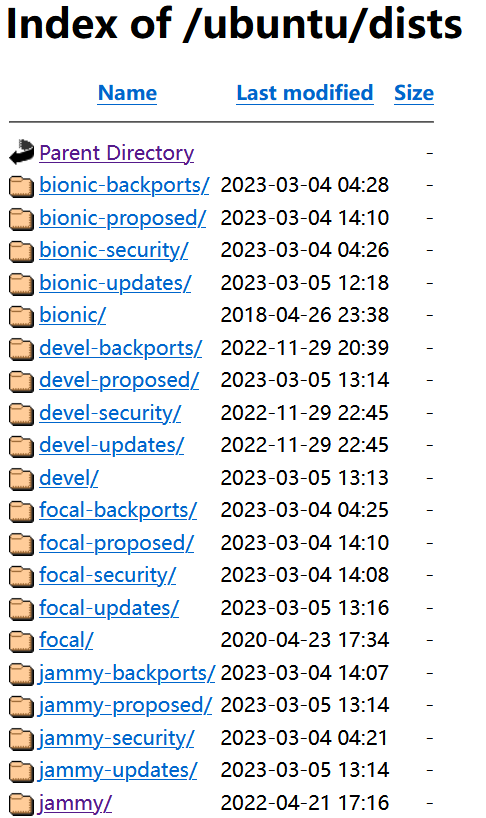 Index of /ubuntu/dists
Name Last modified Size
Parent Directory -
bionic-backports/ 2023-03-04 04:28 -
bionic-proposed/ 2023-03-04 14:10 -
bionic-security/ 2023-03-04 04:26 -
bionic-updates/ 2023-03-05 12:18 -
bionic/ 2018-04-26 23:38 -
devel-backports/ 2022-11-29 20:39 -
devel-proposed/ 2023-03-05 13:14 -
devel-security/ 2022-11-29 22:45 -
devel-updates/ 2022-11-29 22:45 -
devel/ 2023-03-05 13:13 -
focal-backports/ 2023-03-04 04:25 -
focal-proposed/ 2023-03-04 14:10 -
focal-security/ 2023-03-04 14:08 -
focal-updates/ 2023-03-05 13:16 -
focal/ 2020-04-23 17:34 -
jammy-backports/ 2023-03-04 14:07 -
jammy-proposed/ 2023-03-05 13:14 -
jammy-security/ 2023-03-04 04:21 -
jammy-updates/ 2023-03-05 13:14 -
jammy/ 2022-04-21 17:16 -